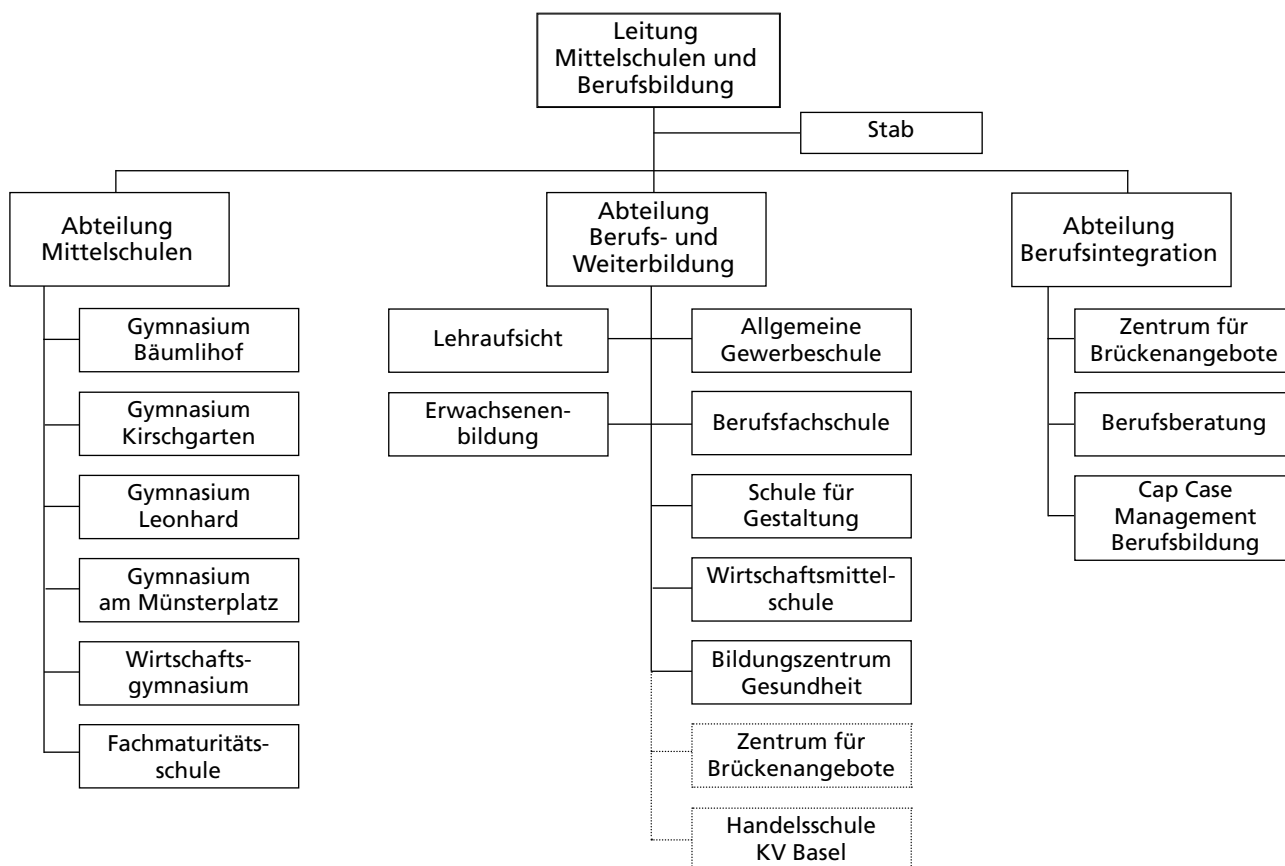 Leitung
Mittelschulen und
Berufsbildung
Stab
Abteilung
Mittelschulen
Abteilung
Berufs- und
Weiterbildung
Abteilung
Berufsintegration
Gymnasium
Bäumlihof
Gymnasium
Kirschgarten
Gymnasium
Leonhard
Gymnasium
am Münsterplatz
Wirtschafts-
gymnasium
Fachmaturitäts-
schule
Lehraufsicht
Erwachsenen-
bildung
Allgemeine
Gewerbeschule
Berufsfachschule
Schule für
Gestaltung
Wirtschaftsmittel-
schule
Bildungszentrum
Gesundheit
Zentrum für
Brückenangebote
Handelsschule
KV Basel
Zentrum für
Brückenangebote
Berufsberatung
Cap Case
Management
Berufsbildung